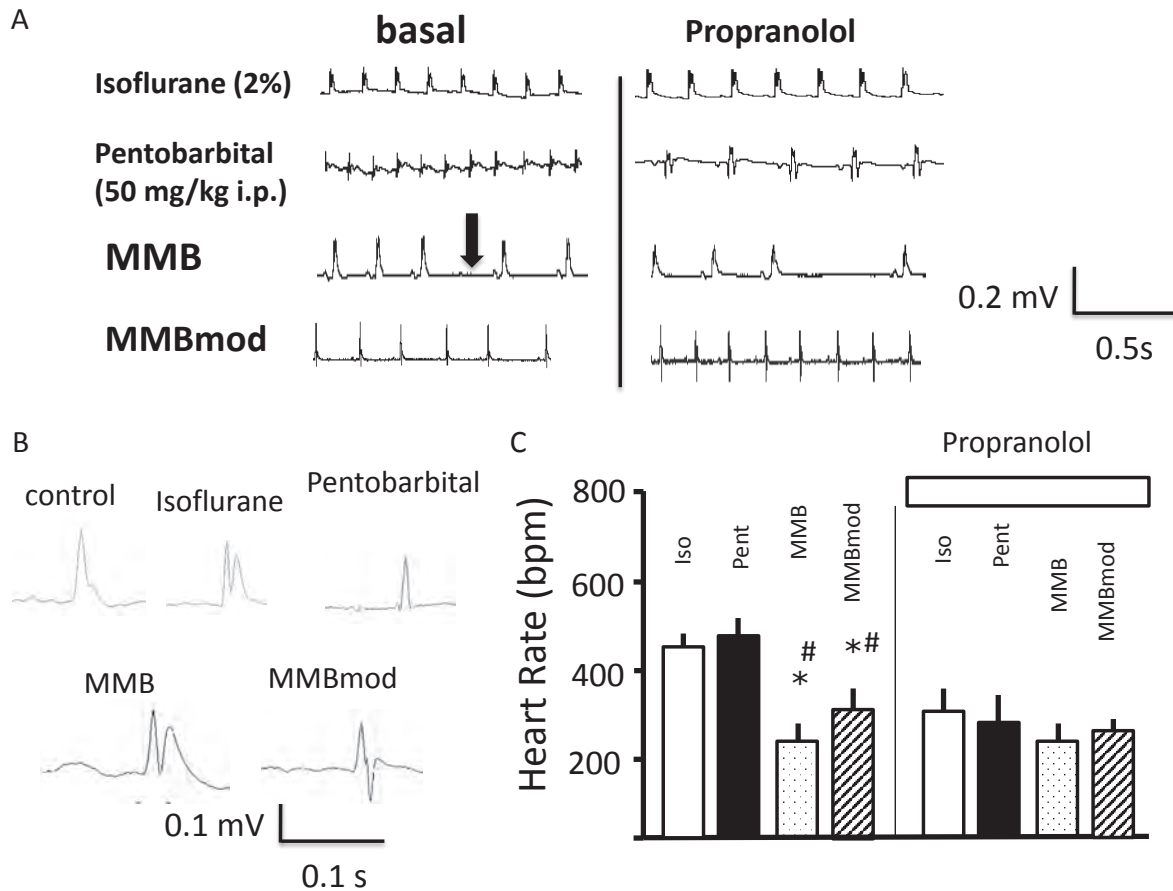 A
basal
Propranolol
Isoflurane (2%)
Pentobarbital
(50 mg/kg i.p.)
MMB
MMBmod
0.2 mV
0.5s
B
control
Isoflurane
Pentobarbital
MMB
MMBmod
0.1 mV
0.1 s
C
Propranolol
Heart Rate (bpm)
800
600
400
200
Iso
Pent
MMB
MMBmod
#
*
*#
Iso
Pent
MMB
MMBmod